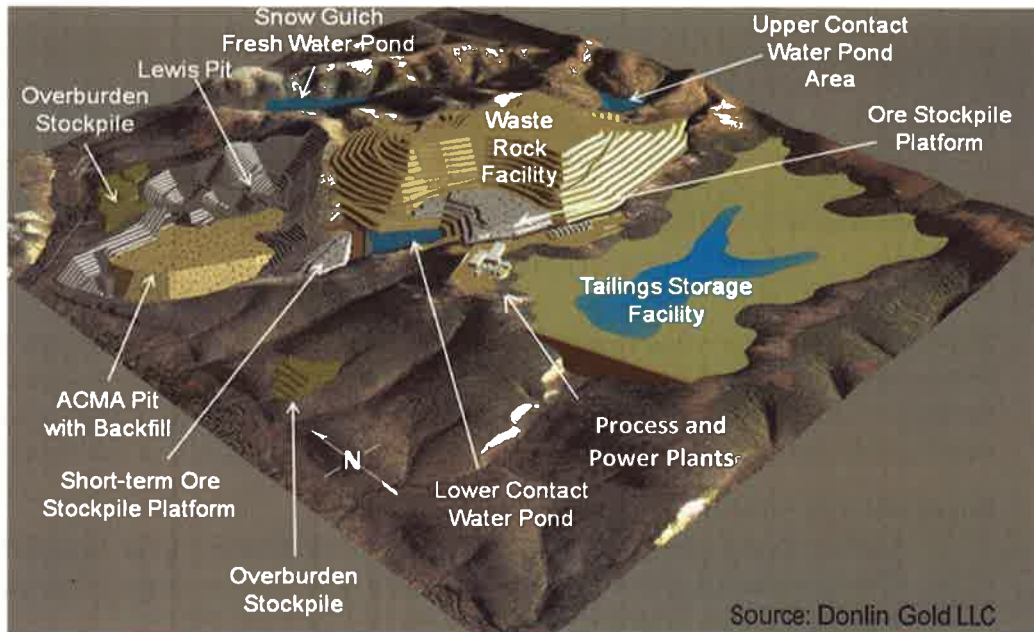 Snow Gulch
Fresh Water Pond
Upper Contact
Water Pond
Area
Lewis Pit
Overburden
Stockpile
Ore Stockpile
Platform
Waste
Rock
Facility
Tailings Storage
Facility
ACMA Pit
with Backfill
Process and
Power Plants
N
Short-term Ore
Stockpile Platform
Lower Contact
Water Pond
Overburden
Stockpile
Source: Donlin Gold LLC